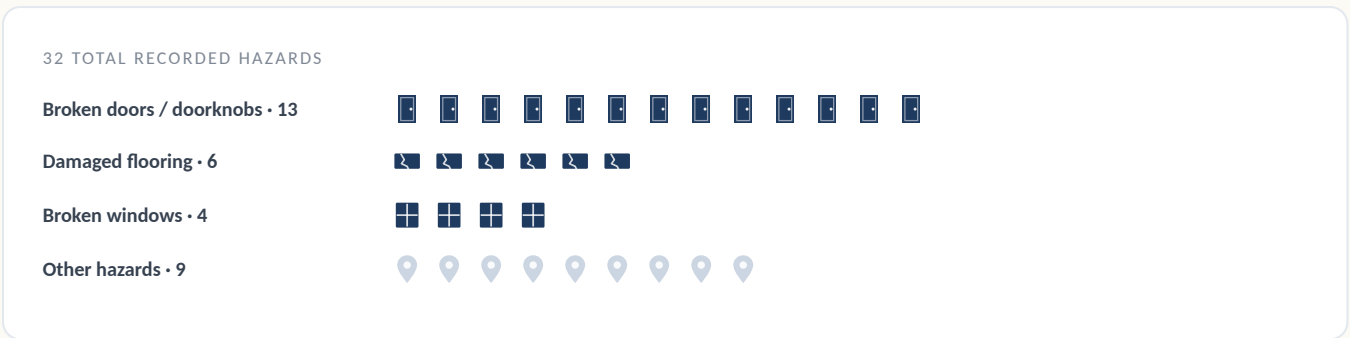 32 TOTAL RECORDED HAZARDS
Broken doors / doorknobs · 13
Damaged flooring · 6
Broken windows · 4
Other hazards · 9